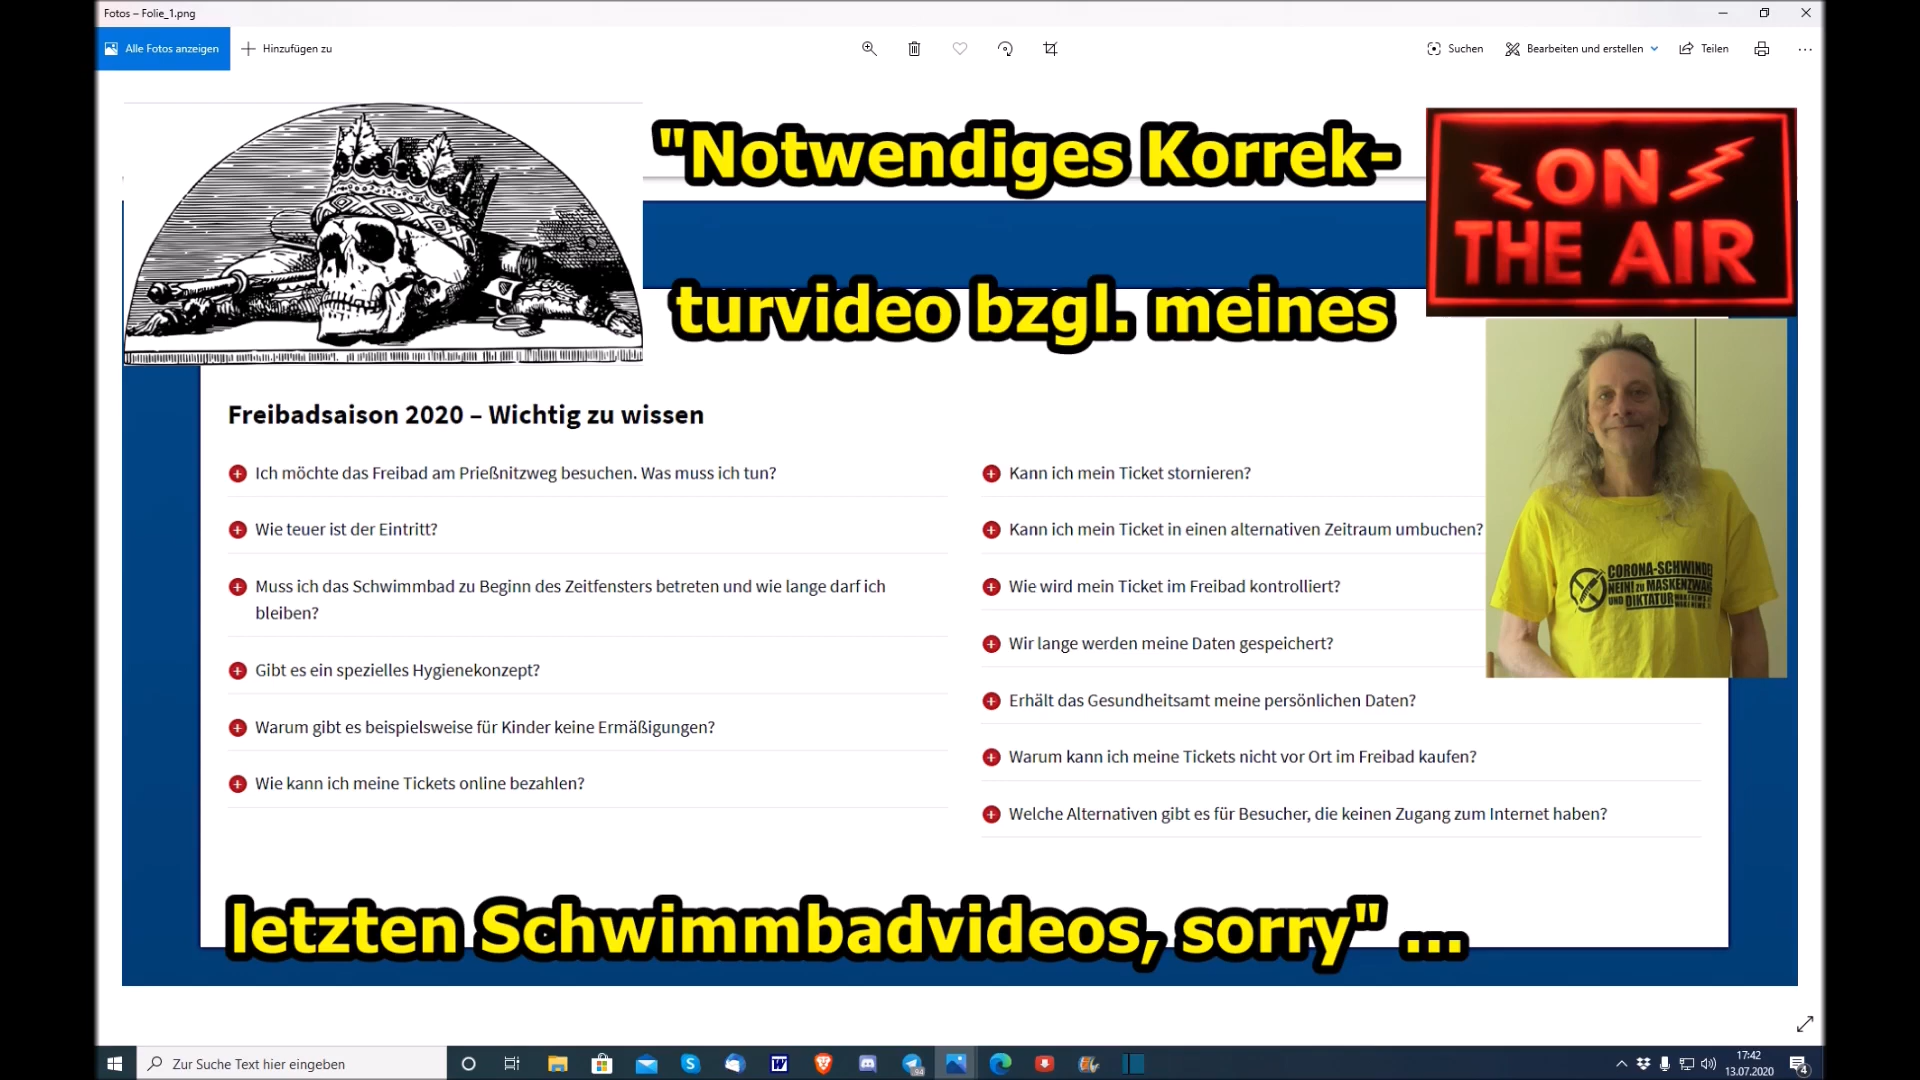 Fotos – Folie_1.png
Alle Fotos anzeigen
Hinzufügen zu
Suchen
Bearbeiten und erstellen
Teilen
"Notwendiges Korrek-
turvideo bzgl. meines
ON
THE AIR
Freibadsaison 2020 – Wichtig zu wissen
Ich möchte das Freibad am Prießnitzweg besuchen. Was muss ich tun?
Wie teuer ist der Eintritt?
Muss ich das Schwimmbad zu Beginn des Zeitfensters betreten und wie lange darf ich
bleiben?
Gibt es ein spezielles Hygienekonzept?
Warum gibt es beispielsweise für Kinder keine Ermäßigungen?
Wie kann ich meine Tickets online bezahlen?
Kann ich mein Ticket stornieren?
Kann ich mein Ticket in einen alternativen Zeitraum umbuchen?
Wie wird mein Ticket im Freibad kontrolliert?
Wir lange werden meine Daten gespeichert?
Erhält das Gesundheitsamt meine persönlichen Daten?
Warum kann ich meine Tickets nicht vor Ort im Freibad kaufen?
Welche Alternativen gibt es für Besucher, die keinen Zugang zum Internet haben?
CORONA-SCHWINDEL
NEIN! zu MASKENZWANG
UND DIKTATUR
letzten Schwimmbadvideos, sorry" ...
Zur Suche Text hier eingeben
94
17:42
13.07.2020
4